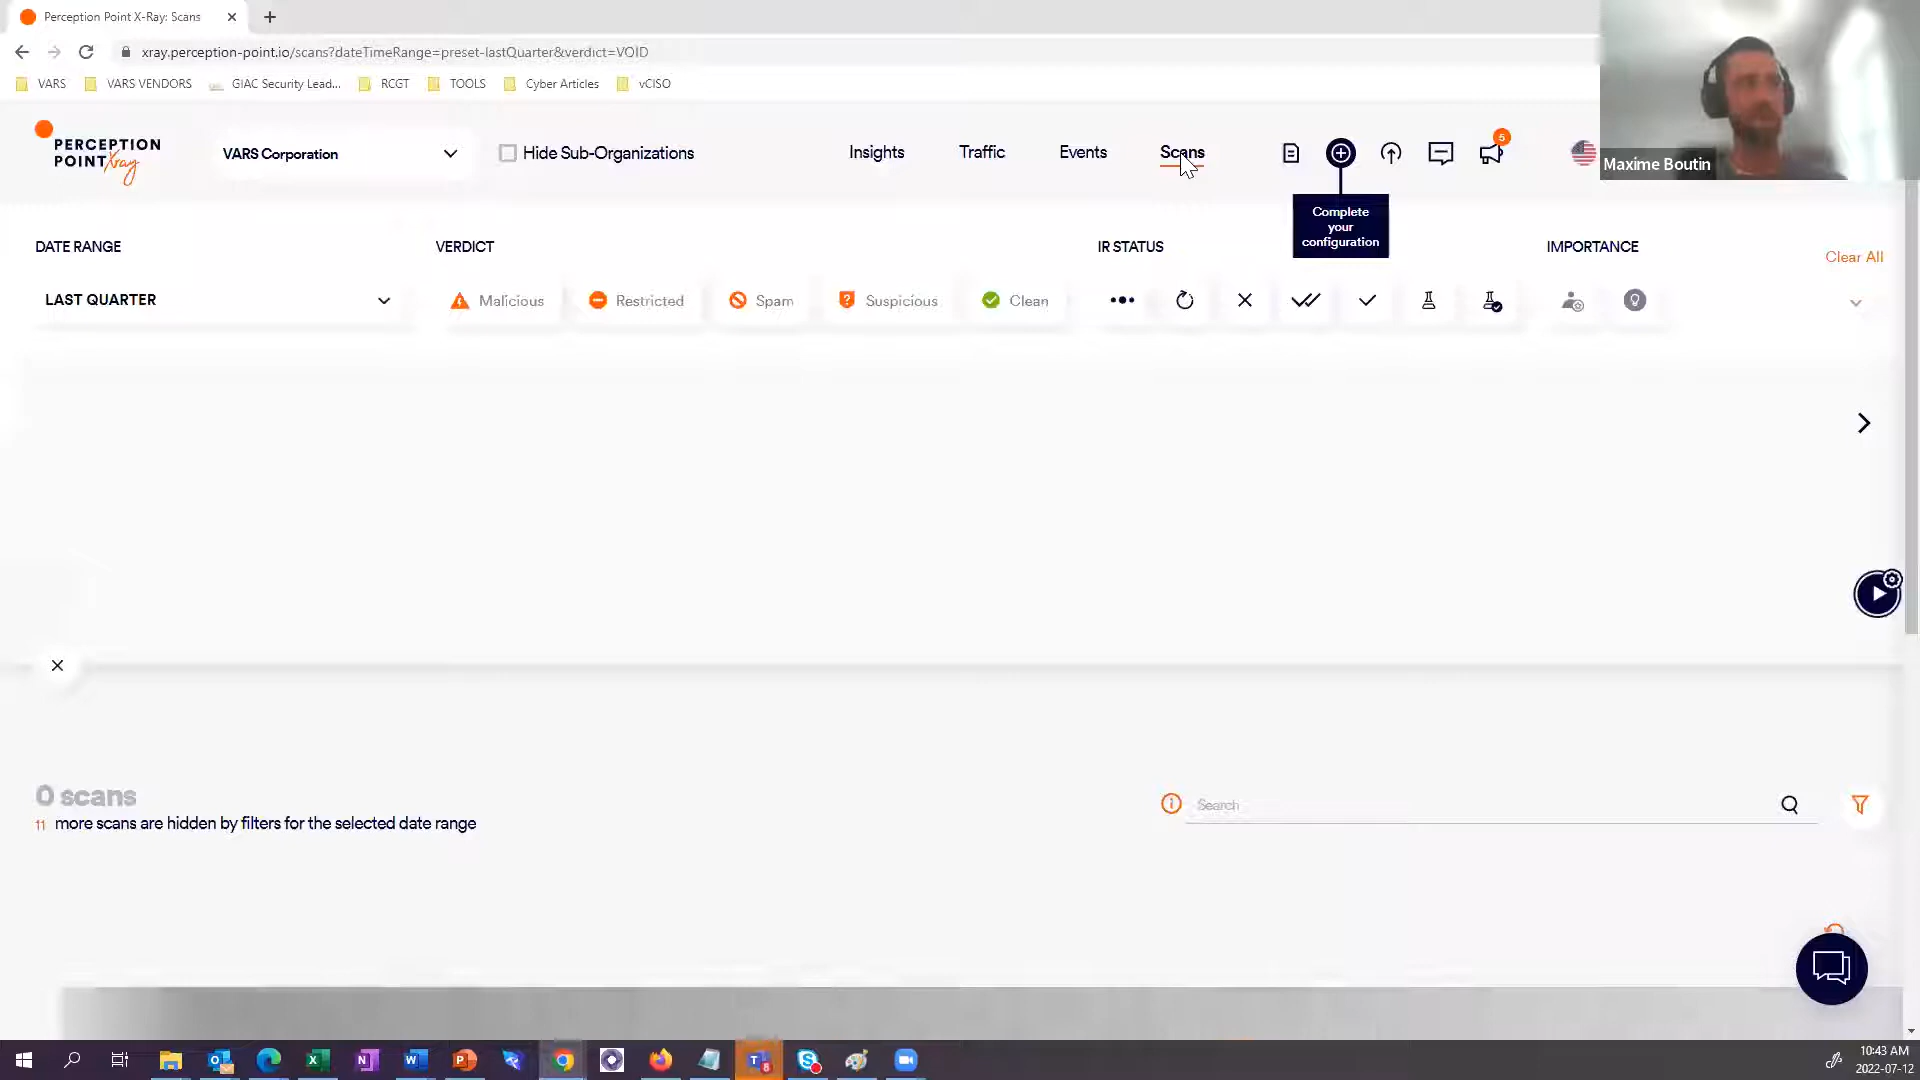 Perception Point X-Ray: Scans
xray.perception-point.io/scans?dateTimeRange=preset-lastQuarter&verdict=VOID
VARS
VARS VENDORS
GIAC Security Lead...
RCGT
TOOLS
Cyber Articles
vCISO
PERCEPTION
POINT Xray
VARS Corporation
Hide Sub-Organizations
Insights
Traffic
Events
Scans
5
Maxime Boutin
Complete
your
configuration
DATE RANGE
VERDICT
IR STATUS
IMPORTANCE
Clear All
LAST QUARTER
Malicious
Restricted
Spam
Suspicious
Clean
0 scans
11 more scans are hidden by filters for the selected date range
Search
10:43 AM
2022-07-12